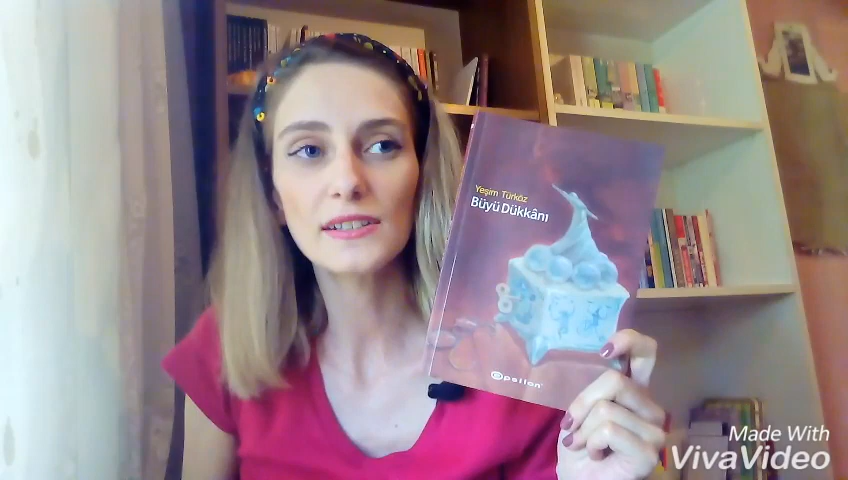 Yeşim Türköz
Büyü Dükkânı
epsilon
Made With
VivaVideo